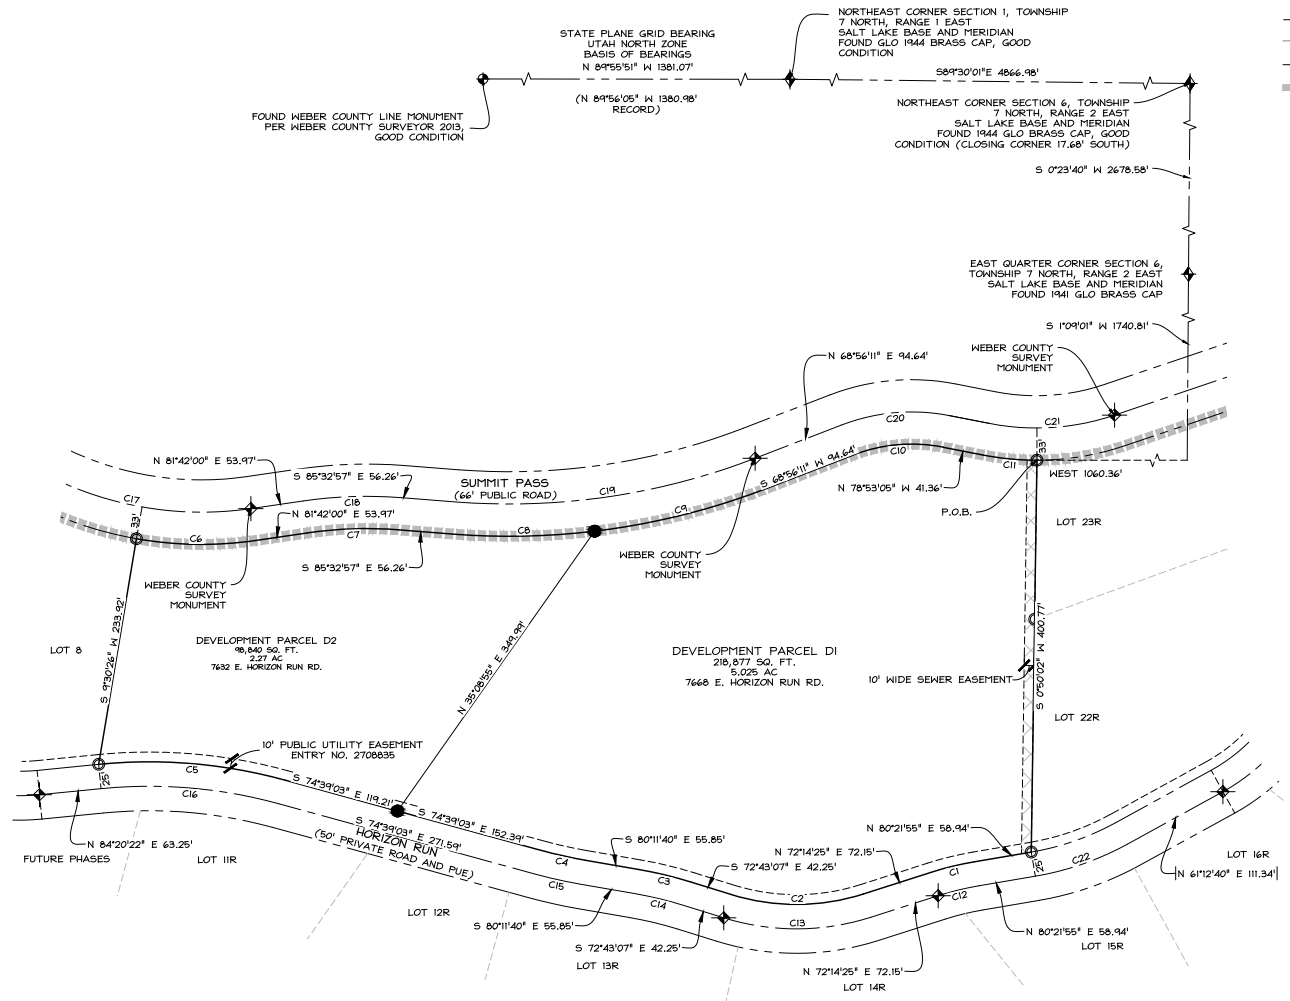 NORTHEAST CORNER SECTION 1, TOWNSHIP
7 NORTH, RANGE 1 EAST
SALT LAKE BASE AND MERIDIAN
FOUND GLO 1944 BRASS CAP, GOOD
CONDITION
STATE PLANE GRID BEARING
UTAH NORTH ZONE
BASIS OF BEARINGS
N 89°55'51" W 1381.07'
(N 89°56'05" W 1380.98'
RECORD)
S89°30'01"E 4866.98'
FOUND WEBER COUNTY LINE MONUMENT
PER WEBER COUNTY SURVEYOR 2013,
GOOD CONDITION
NORTHEAST CORNER SECTION 6, TOWNSHIP
7 NORTH, RANGE 2 EAST
SALT LAKE BASE AND MERIDIAN
FOUND 1944 GLO BRASS CAP, GOOD
CONDITION (CLOSING CORNER 17.68' SOUTH)
S 0°23'40" W 2678.58'
EAST QUARTER CORNER SECTION 6,
TOWNSHIP 7 NORTH, RANGE 2 EAST
SALT LAKE BASE AND MERIDIAN
FOUND 1941 GLO BRASS CAP
S 1°09'01" W 1740.81'
WEBER COUNTY
SURVEY
MONUMENT
N 68°56'11" E 94.64'
C20
C21
33'
N 81°42'00" E 53.97'
S 85°32'57" E 56.26'
SUMMIT PASS
(66' PUBLIC ROAD)
C17
C18
C19
S 68°56'11" W 94.64'
C10
C11
WEST 1060.36'
N 78°53'05" W 41.36'
P.O.B.
33'
N 81°42'00" E 53.97'
C6
C7
C8
C9
S 85°32'57" E 56.26'
LOT 23R
WEBER COUNTY
SURVEY
MONUMENT
WEBER COUNTY
SURVEY
MONUMENT
S 9°30'26" W 233.92'
LOT 8
DEVELOPMENT PARCEL D2
98,840 SQ. FT.
2.27 AC
7632 E. HORIZON RUN RD.
N 35°08'55" E 349.99'
DEVELOPMENT PARCEL D1
218,877 SQ. FT.
5.025 AC
7668 E. HORIZON RUN RD.
10' WIDE SEWER EASEMENT
S 0°50'02" W 400.77'
LOT 22R
10' PUBLIC UTILITY EASEMENT
ENTRY NO. 2708835
25'
C5
C16
S 74°39'03" E 119.21'
S 74°39'03" E 152.39'
S 74°39'03" E 271.59'
HORIZON RUN
(50' PRIVATE ROAD AND PUE)
N 84°20'22" E 63.25'
FUTURE PHASES
LOT 11R
C4
S 80°11'40" E 55.85'
C3
S 72°43'07" E 42.25'
N 72°14'25" E 72.15'
N 80°21'55" E 58.94'
C1
C2
25'
C22
LOT 16R
N 61°12'40" E 111.34'
C15
C14
C13
C12
LOT 12R
S 80°11'40" E 55.85'
S 72°43'07" E 42.25'
LOT 13R
N 72°14'25" E 72.15'
LOT 14R
N 80°21'55" E 58.94'
LOT 15R